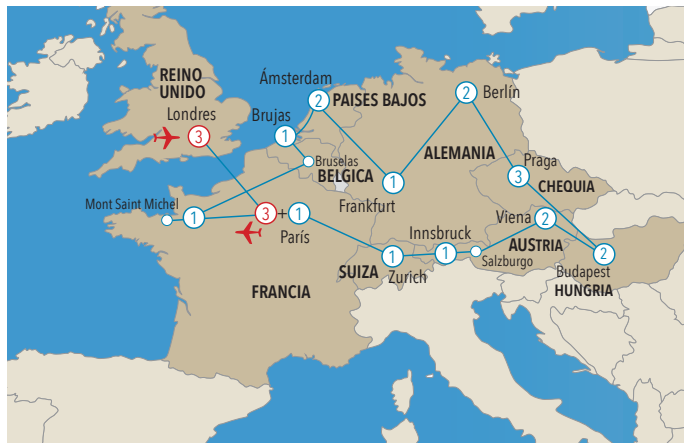 REINO
UNIDO
Londres
3
Ámsterdam
2
PAISES BAJOS
Brujas
1
Bruselas
BELGICA
Berlín
2
ALEMANIA
Frankfurt
1
Praga
3
CHEQUIA
Mont Saint Michel
1
3 + 1
París
Viena
2
AUSTRIA
Innsbruck
1
Salzburgo
Budapest
2
HUNGRIA
SUIZA
Zurich
1
FRANCIA